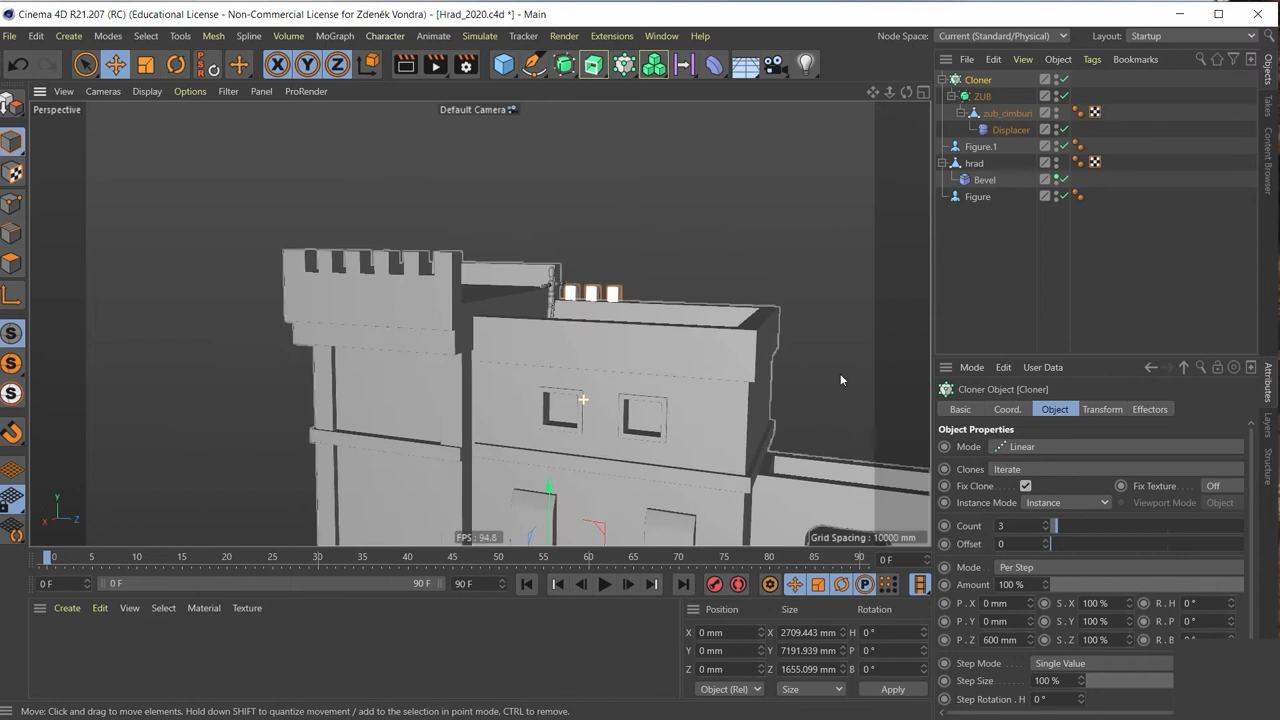 Cinema 4D R21.207 (RC) (Educational License - Non-Commercial License for Zdeněk Vondra) - [Hrad_2020.c4d *] - Main
File Edit Create Modes Select Tools Mesh Spline Volume MoGraph Character Animate Simulate Tracker Render Extensions Window Help Node Space: Current (Standard/Physical) Layout: Startup
X Y Z PSR
File Edit View Object Tags Bookmarks
View Cameras Display Options Filter Panel ProRender
Perspective
Default Camera
Cloner
ZUB
zub_cimburi
Displacer
Figure.1
hrad
Bevel
Figure
Objects
Takes
Content Browser
Mode Edit User Data
Cloner Object [Cloner]
Basic Coord. Object Transform Effectors
Object Properties
Mode Linear
Clones Iterate
Fix Clone Fix Texture Off
Instance Mode Instance Viewport Mode Object
Count 3
Offset 0
Mode Per Step
Amount 100 %
P . X 0 mm S . X 100 % R . H 0 °
P . Y 0 mm S . Y 100 % R . P 0 °
P . Z 600 mm S . Z 100 % R . B
Step Mode Single Value
Step Size 100 %
Step Rotation . H 0 °
Attributes
Layers
Structure
Y
X Z
FPS : 94.8
Grid Spacing : 10000 mm
0 5 10 15 20 25 30 35 40 45 50 55 60 65 70 75 80 85 90 0 F
0 F 0 F 90 F 90 F P
Create Edit View Select Material Texture
Position Size Rotation
X 0 mm X 2709.443 mm H 0 °
Y 0 mm Y 7191.939 mm P 0 °
Z 0 mm Z 1655.099 mm B 0 °
Object (Rel) Size Apply
Move: Click and drag to move elements. Hold down SHIFT to quantize movement / add to the selection in point mode, CTRL to remove.